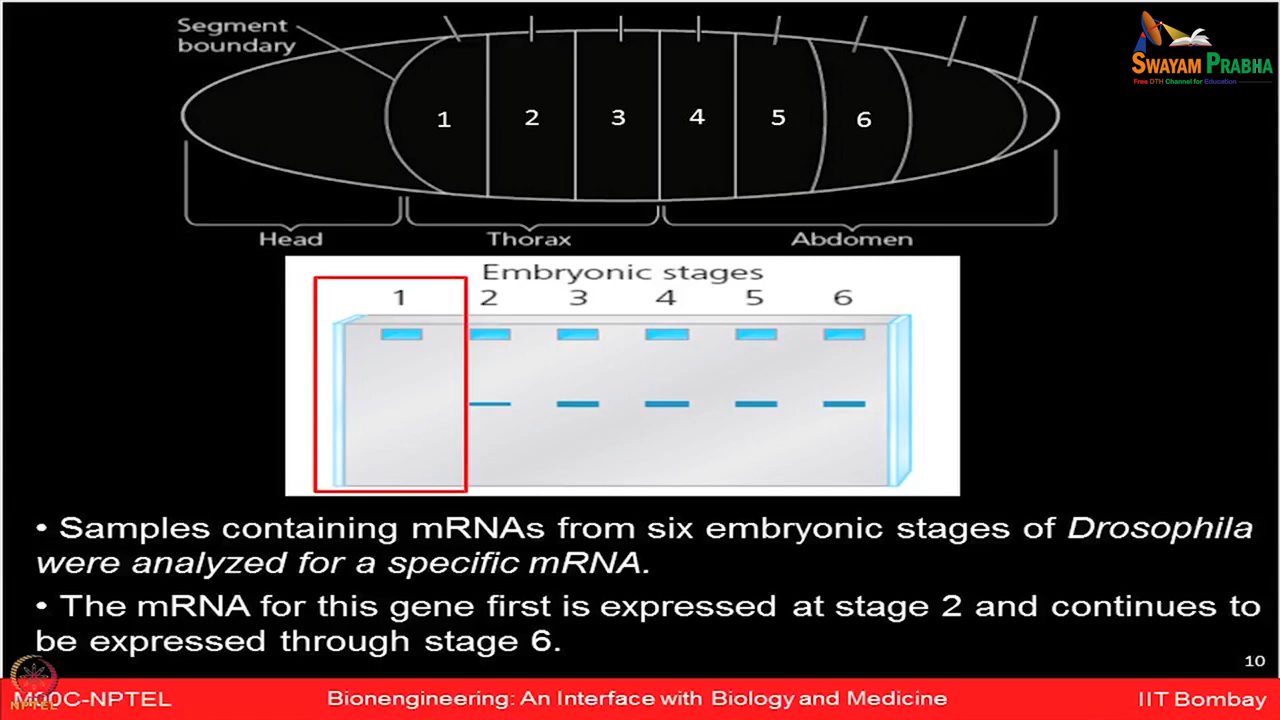 Segment
boundary
SWAYAM PRABHA
Free DTH Channel for Education
1 2 3 4 5 6
Head Thorax Abdomen
Embryonic stages
1 2 3 4 5 6
• Samples containing mRNAs from six embryonic stages of Drosophila
were analyzed for a specific mRNA.
• The mRNA for this gene first is expressed at stage 2 and continues to
be expressed through stage 6.
10
NPTEL
MOOC-NPTEL Bionengineering: An Interface with Biology and Medicine IIT Bombay